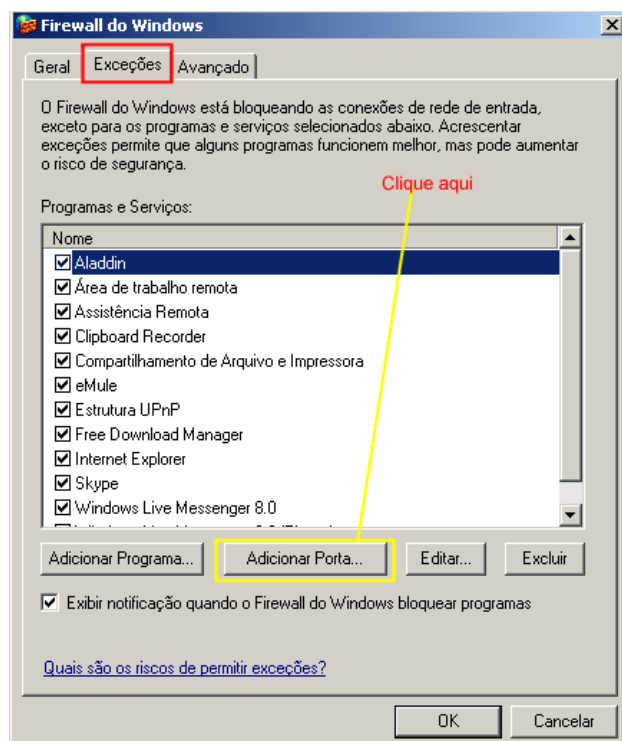 Firewall do Windows
Geral
Exceções
Avançado
O Firewall do Windows está bloqueando as conexões de rede de entrada,
exceto para os programas e serviços selecionados abaixo. Acrescentar
exceções permite que alguns programas funcionem melhor, mas pode aumentar
o risco de segurança.
Clique aqui
Programas e Serviços:
Nome
Aladdin
Área de trabalho remota
Assistência Remota
Clipboard Recorder
Compartilhamento de Arquivo e Impressora
eMule
Estrutura UPnP
Free Download Manager
Internet Explorer
Skype
Windows Live Messenger 8.0
Adicionar Programa...
Adicionar Porta...
Editar...
Excluir
Exibir notificação quando o Firewall do Windows bloquear programas
Quais são os riscos de permitir exceções?
OK
Cancelar